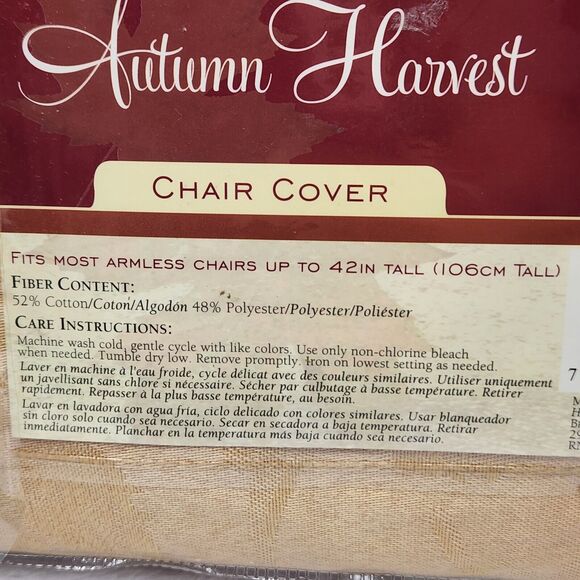 Autumn Harvest
CHAIR COVER
FITS MOST ARMLESS CHAIRS UP TO 42IN TALL (106CM TALL)
FIBER CONTENT:
52% Cotton/Coton/Algodón 48% Polyester/Polyester/Poliéster
CARE INSTRUCTIONS:
Machine wash cold, gentle cycle with like colors. Use only non-chlorine bleach
when needed. Tumble dry low. Remove promptly. Iron on lowest setting as needed.
Laver en machine à l'eau froide, cycle délicat avec des couleurs similaires. Utiliser uniquement
un javellisant sans chlore si nécessaire. Sécher par culbutage à basse température. Retirer
rapidement. Repasser à la plus basse température, au besoin.
Lavar en lavadora con agua fria, ciclo delicado con colores similares. Usar blanqueador
sin cloro solo cuando sea necesario. Secar en secadora a baja temperatura. Retirar
inmediatamente. Planchar en la temperatura más baja cuando sea necesario.
7